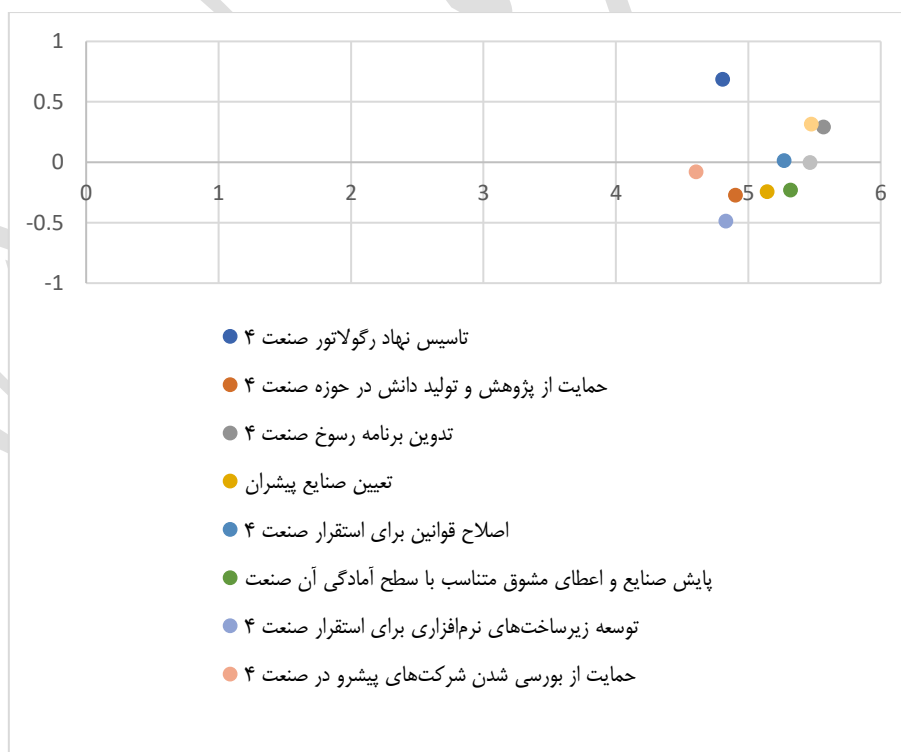 1
0.5
0
0 1 2 3 4 5 6
-0.5
-1
تاسیس نهاد رگولاتور صنعت ۴
حمایت از پژوهش و تولید دانش در حوزه صنعت ۴
تدوین برنامه رسوخ صنعت ۴
تعیین صنایع پیشران
اصلاح قوانین برای استقرار صنعت ۴
پایش صنایع و اعطای مشوق متناسب با سطح آمادگی آن صنعت
توسعه زیرساخت‌های نرم‌افزاری برای استقرار صنعت ۴
حمایت از بورسی شدن شرکت‌های پیشرو در صنعت ۴